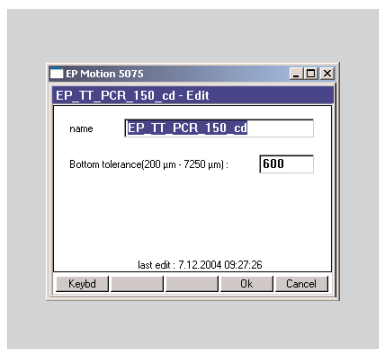 EP Motion 5075
EP_TT_PCR_150_cd - Edit
name EP_TT_PCR_150_cd
Bottom tolerance(200 µm - 7250 µm) : 600
last edit : 7.12.2004 09:27:26
Keybd Ok Cancel